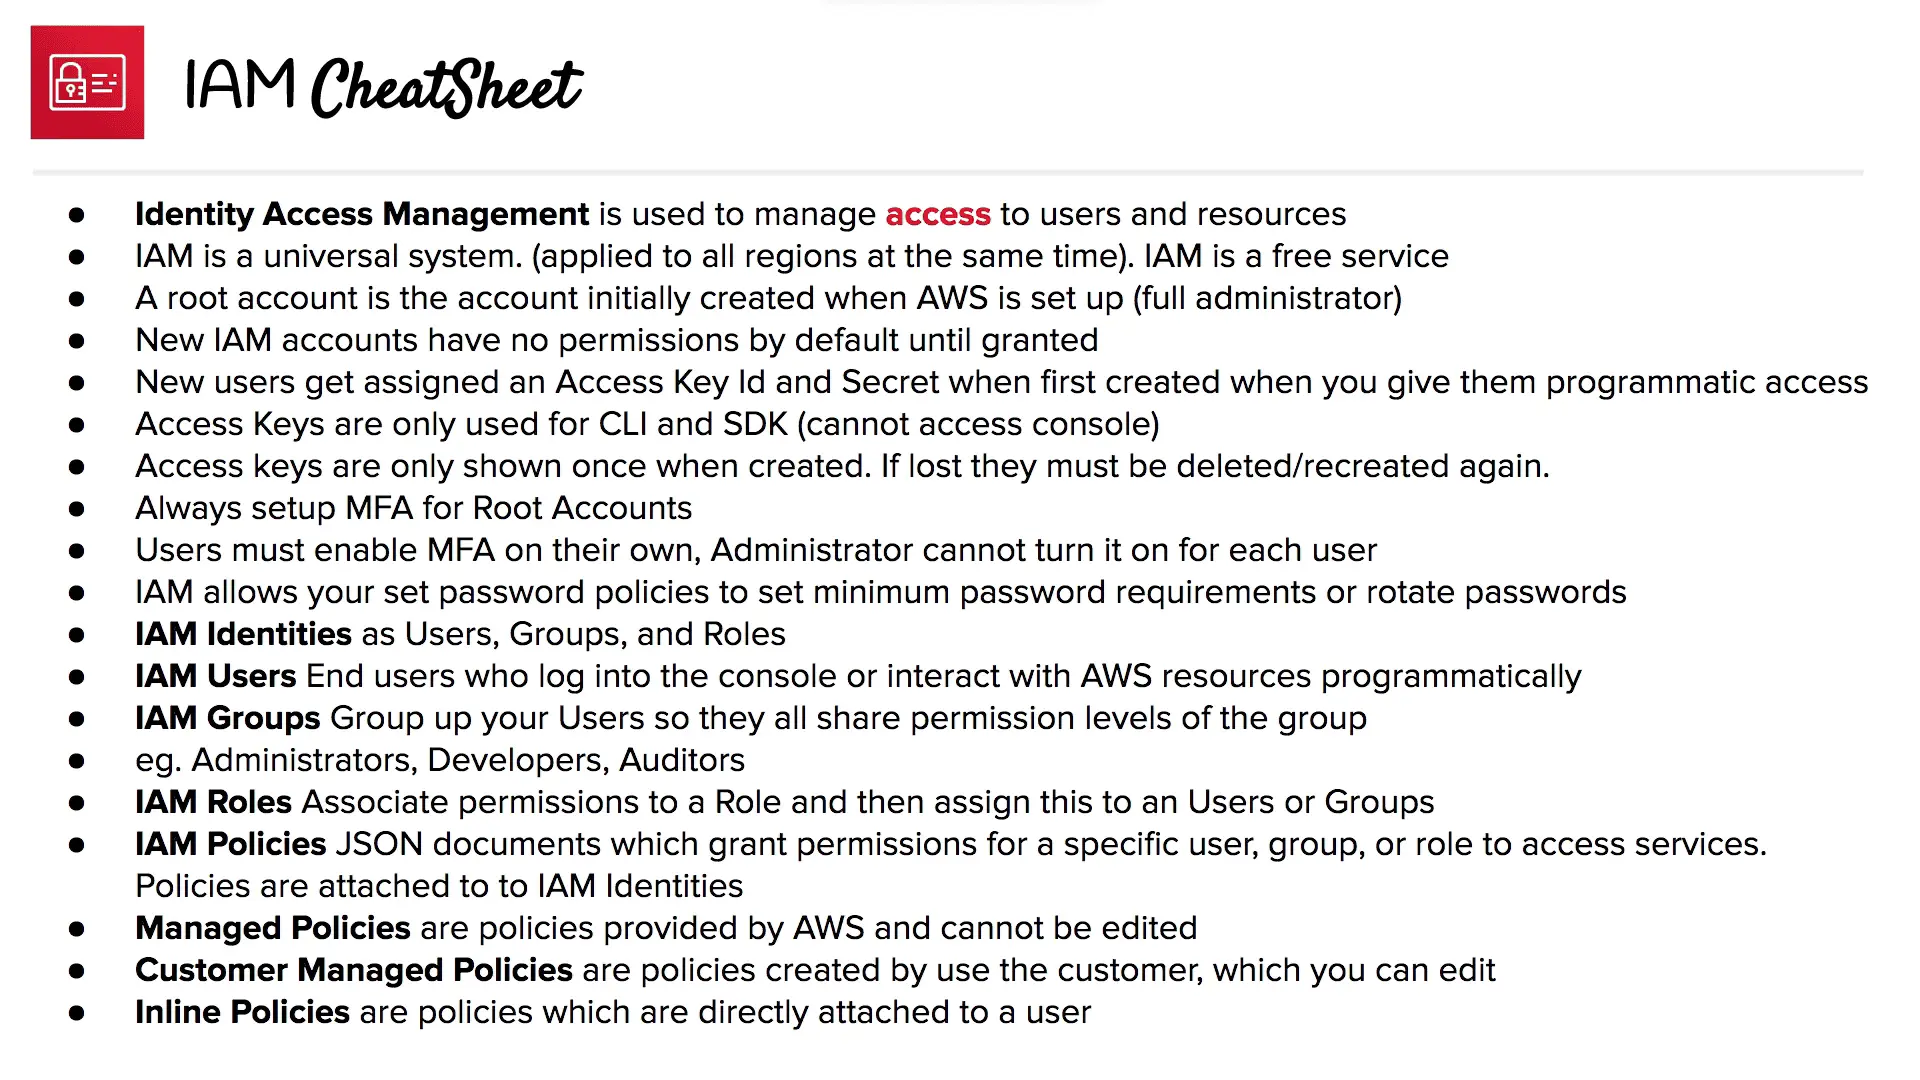 IAM CheatSheet
● Identity Access Management is used to manage access to users and resources
● IAM is a universal system. (applied to all regions at the same time). IAM is a free service
● A root account is the account initially created when AWS is set up (full administrator)
● New IAM accounts have no permissions by default until granted
● New users get assigned an Access Key Id and Secret when first created when you give them programmatic access
● Access Keys are only used for CLI and SDK (cannot access console)
● Access keys are only shown once when created. If lost they must be deleted/recreated again.
● Always setup MFA for Root Accounts
● Users must enable MFA on their own, Administrator cannot turn it on for each user
● IAM allows your set password policies to set minimum password requirements or rotate passwords
● IAM Identities as Users, Groups, and Roles
● IAM Users End users who log into the console or interact with AWS resources programmatically
● IAM Groups Group up your Users so they all share permission levels of the group
● eg. Administrators, Developers, Auditors
● IAM Roles Associate permissions to a Role and then assign this to an Users or Groups
● IAM Policies JSON documents which grant permissions for a specific user, group, or role to access services.
Policies are attached to to IAM Identities
● Managed Policies are policies provided by AWS and cannot be edited
● Customer Managed Policies are policies created by use the customer, which you can edit
● Inline Policies are policies which are directly attached to a user